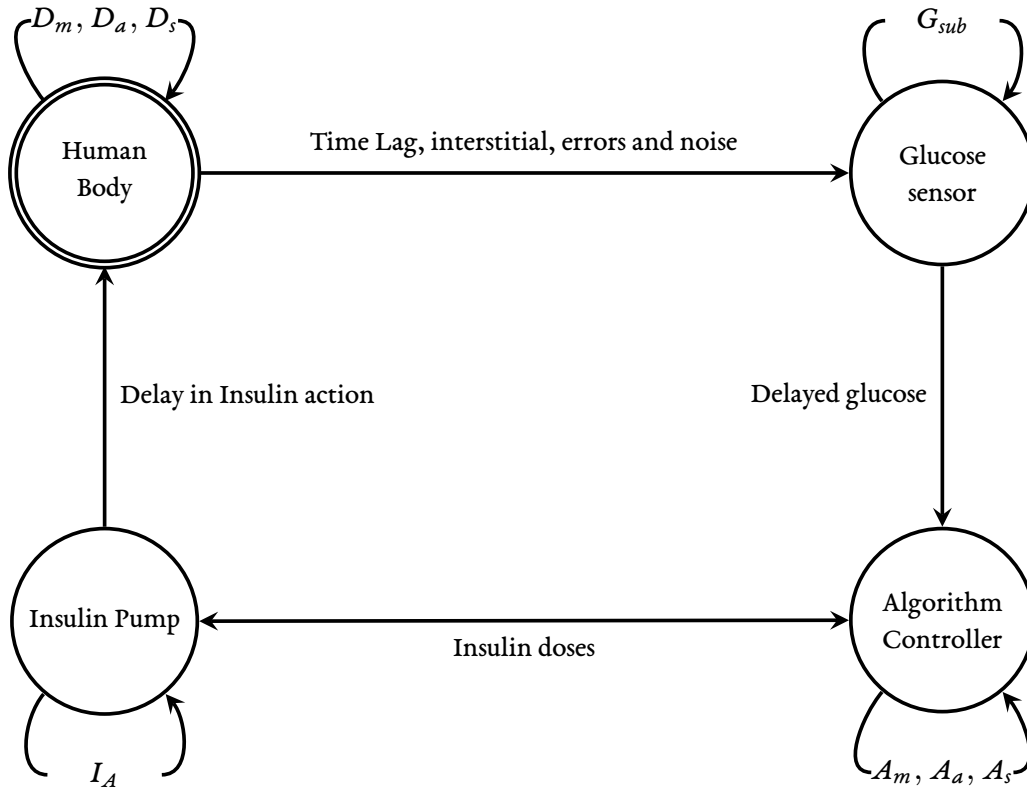 D_m, D_a, D_s
G_sub
Human
Body
Time Lag, interstitial, errors and noise
Glucose
sensor
Delay in Insulin action
Delayed glucose
Insulin Pump
Insulin doses
Algorithm
Controller
I_A
A_m, A_a, A_s